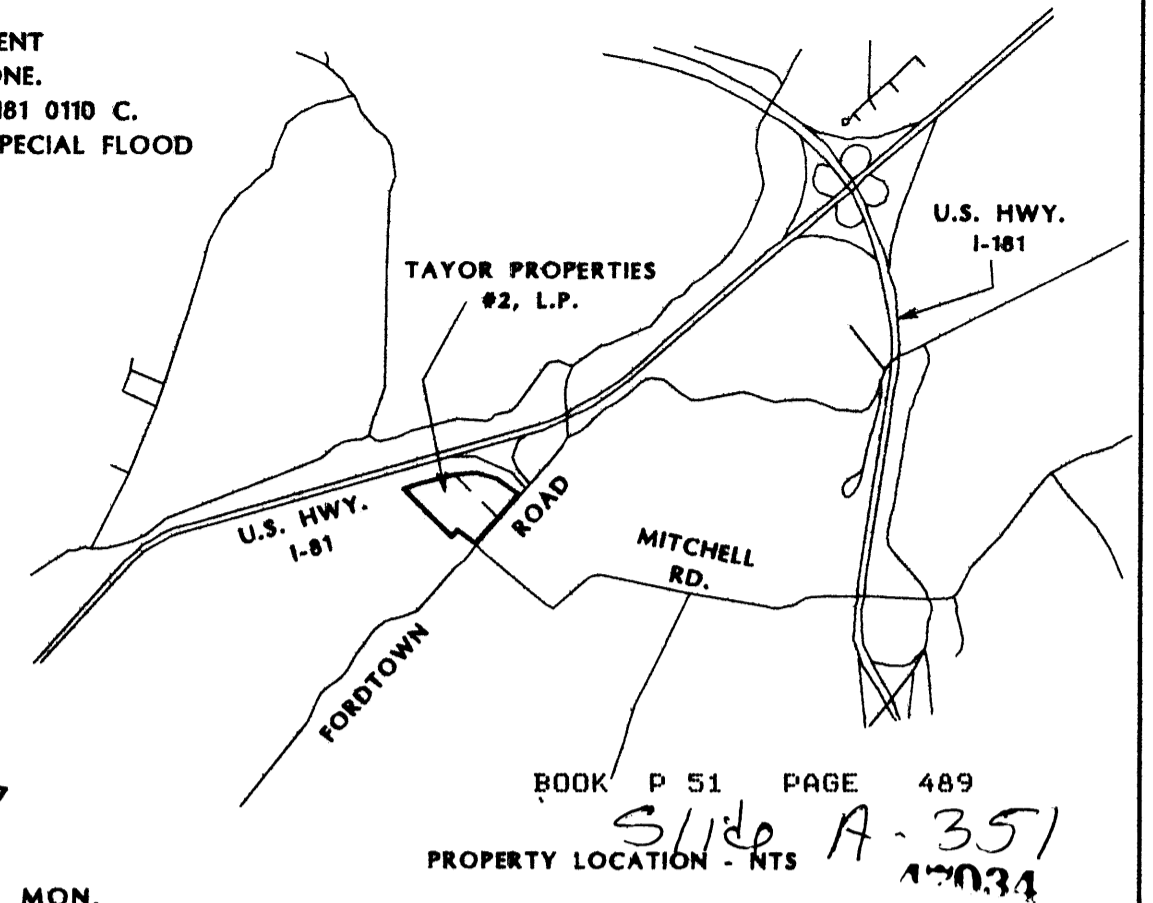 ENT
ONE.
181 0110 C.
SPECIAL FLOOD
U.S. HWY.
I-181
TAYOR PROPERTIES
#2, L.P.
U.S. HWY.
I-81
ROAD
MITCHELL
RD.
FORDTOWN
BOOK P 51 PAGE 489
Slide A-351
PROPERTY LOCATION - NTS
MON.